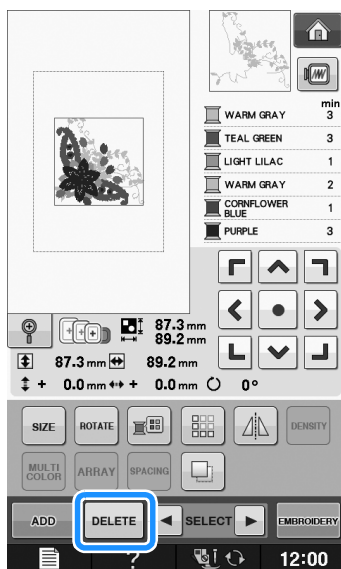 min
WARM GRAY 3
TEAL GREEN 3
LIGHT LILAC 1
WARM GRAY 2
CORNFLOWER
BLUE 1
PURPLE 3
87.3 mm
89.2 mm
87.3 mm 89.2 mm
+ 0.0 mm + 0.0 mm 0°
SIZE ROTATE DENSITY
MULTI
COLOR ARRAY SPACING
ADD DELETE SELECT EMBROIDERY
? 12:00